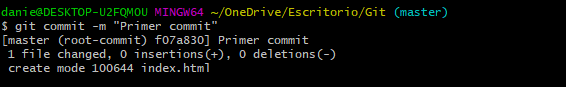 danie@DESKTOP-U2FQMOU MINGW64 ~/OneDrive/Escritorio/Git (master)
$ git commit -m "Primer commit"
[master (root-commit) f07a830] Primer commit
 1 file changed, 0 insertions(+), 0 deletions(-)
 create mode 100644 index.html